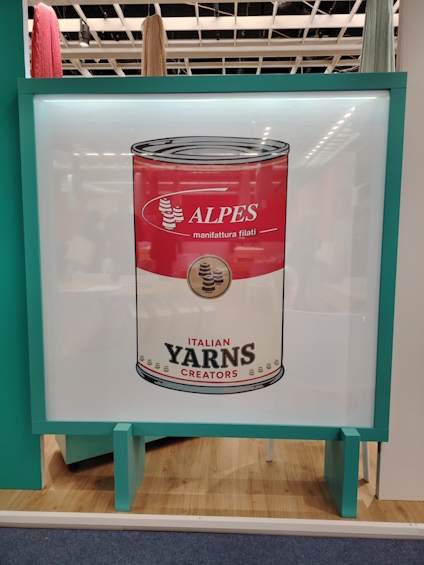 ALPES
manifattura filati
ITALIAN
YARNS
CREATORS